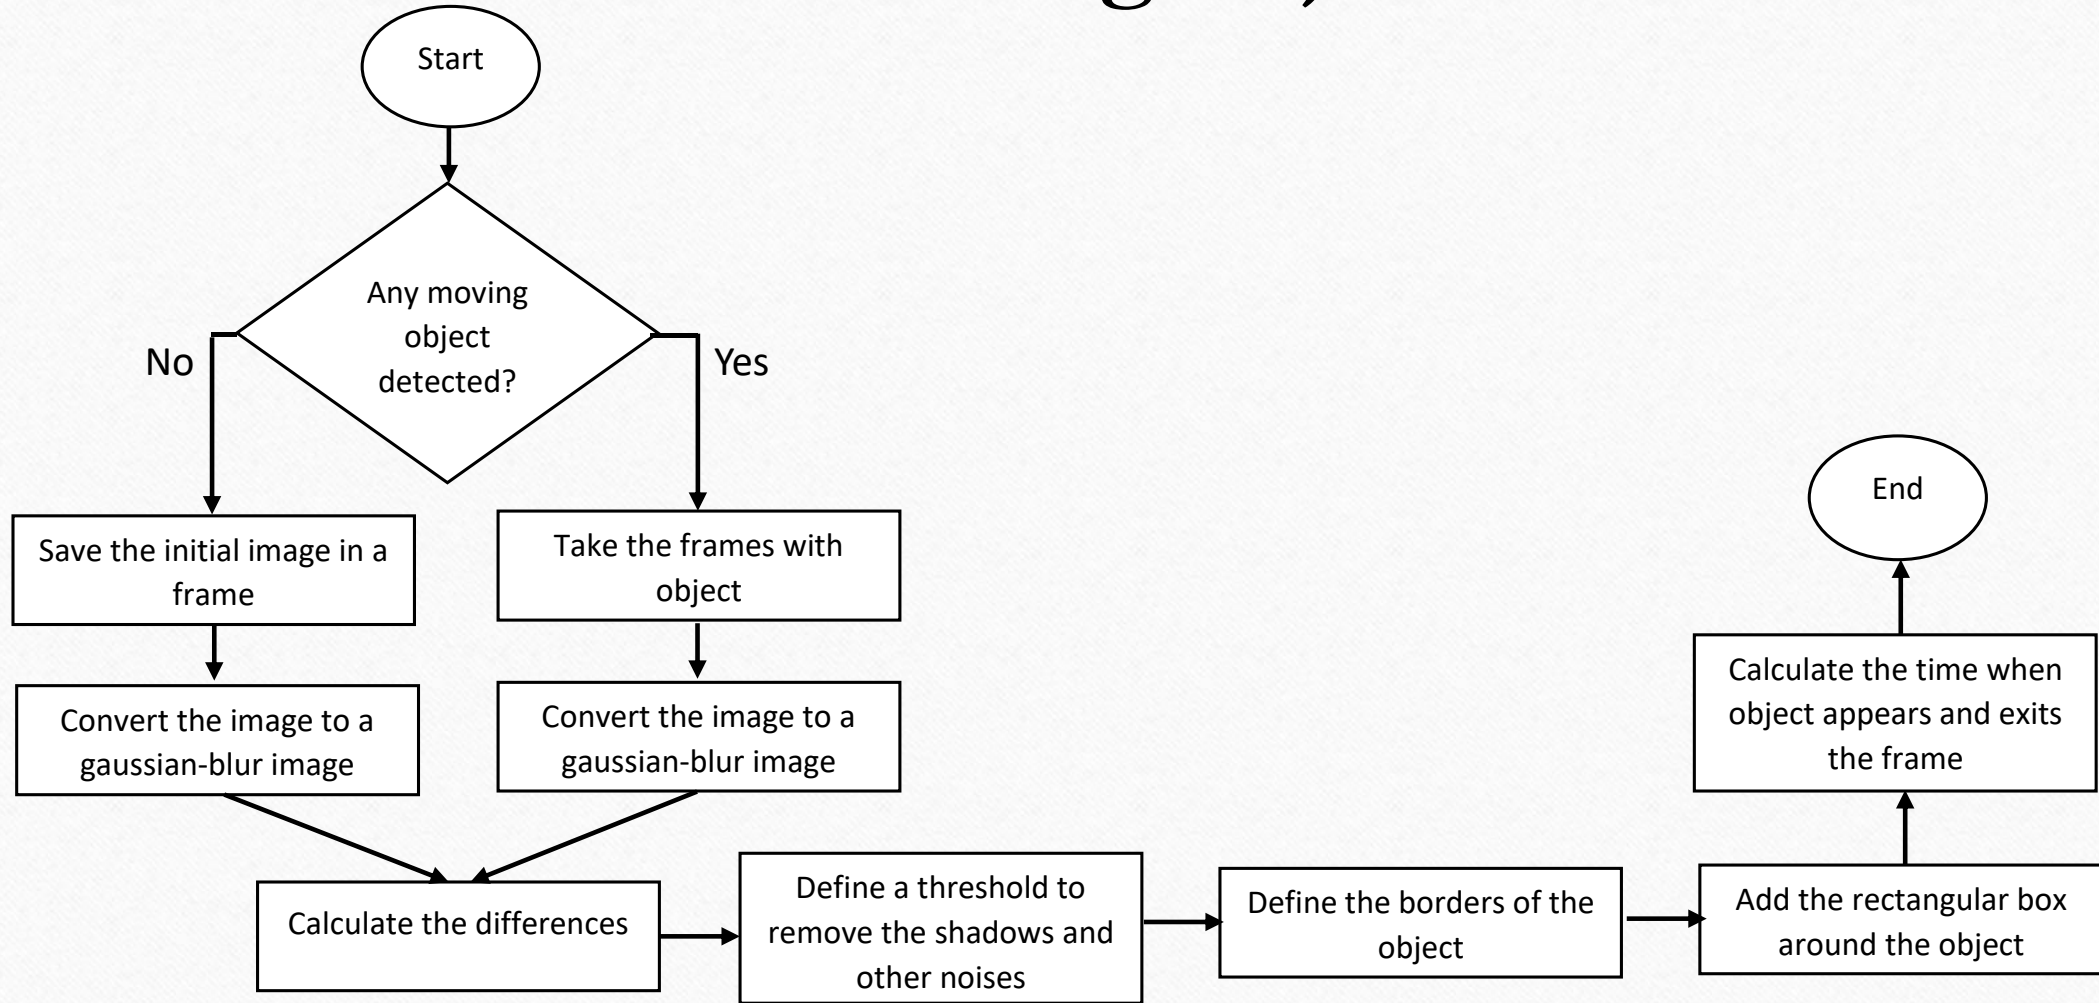 Start
Any moving
object
detected?
No
Yes
Save the initial image in a
frame
Take the frames with
object
Convert the image to a
gaussian-blur image
Convert the image to a
gaussian-blur image
Calculate the differences
Define a threshold to
remove the shadows and
other noises
Define the borders of the
object
Add the rectangular box
around the object
Calculate the time when
object appears and exits
the frame
End